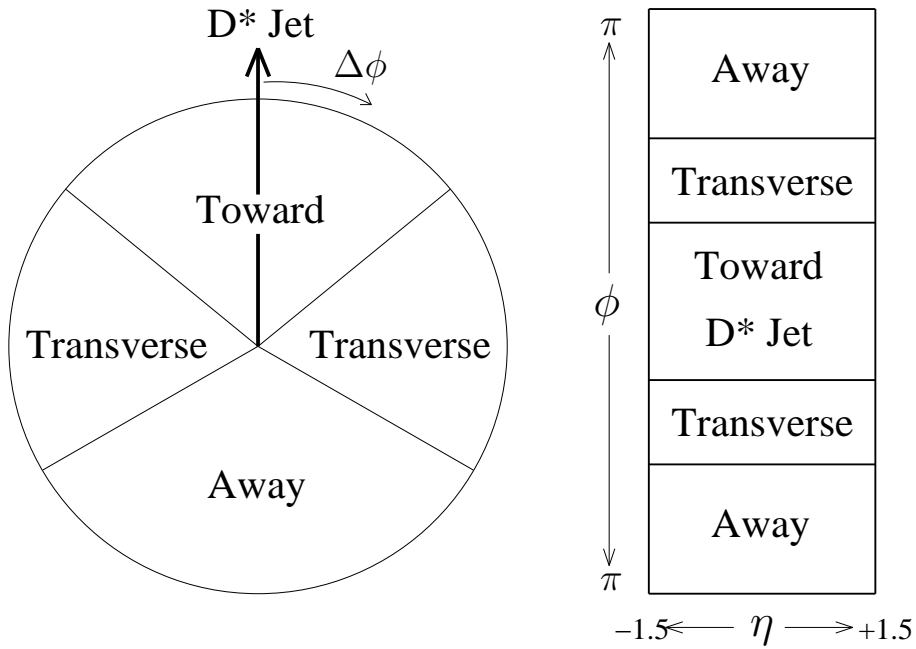 D* Jet
Δϕ
Toward
Transverse
Transverse
Away
π
Away
Transverse
Toward
ϕ
D* Jet
Transverse
Away
π
−1.5
η
+1.5